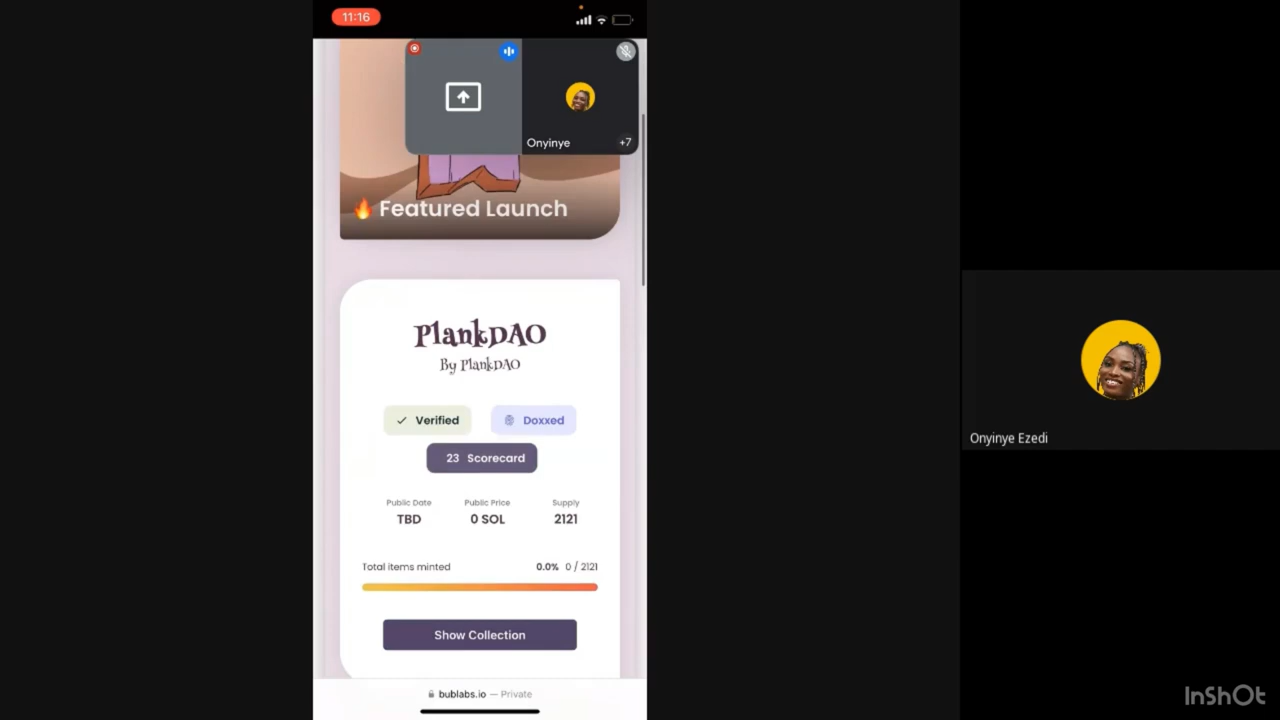 11:16
Onyinye
+7
🔥 Featured Launch
PlankDAO
By PlankDAO
Verified
Doxxed
23 Scorecard
Public Date
Public Price
Supply
TBD
0 SOL
2121
Total items minted
0.0% 0 / 2121
Show Collection
bublabs.io — Private
Onyinye Ezedi
InShOt